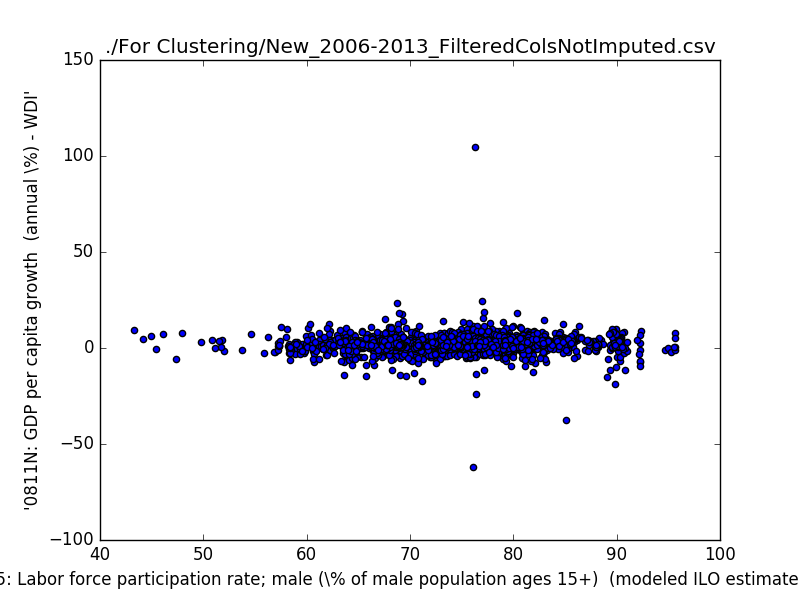 ./For Clustering/New_2006-2013_FilteredColsNotImputed.csv
150
100
50
0
−50
−100
'0811N: GDP per capita growth  (annual \%) - WDI'
40 50 60 70 80 90 100
5: Labor force participation rate; male (\% of male population ages 15+)  (modeled ILO estimate